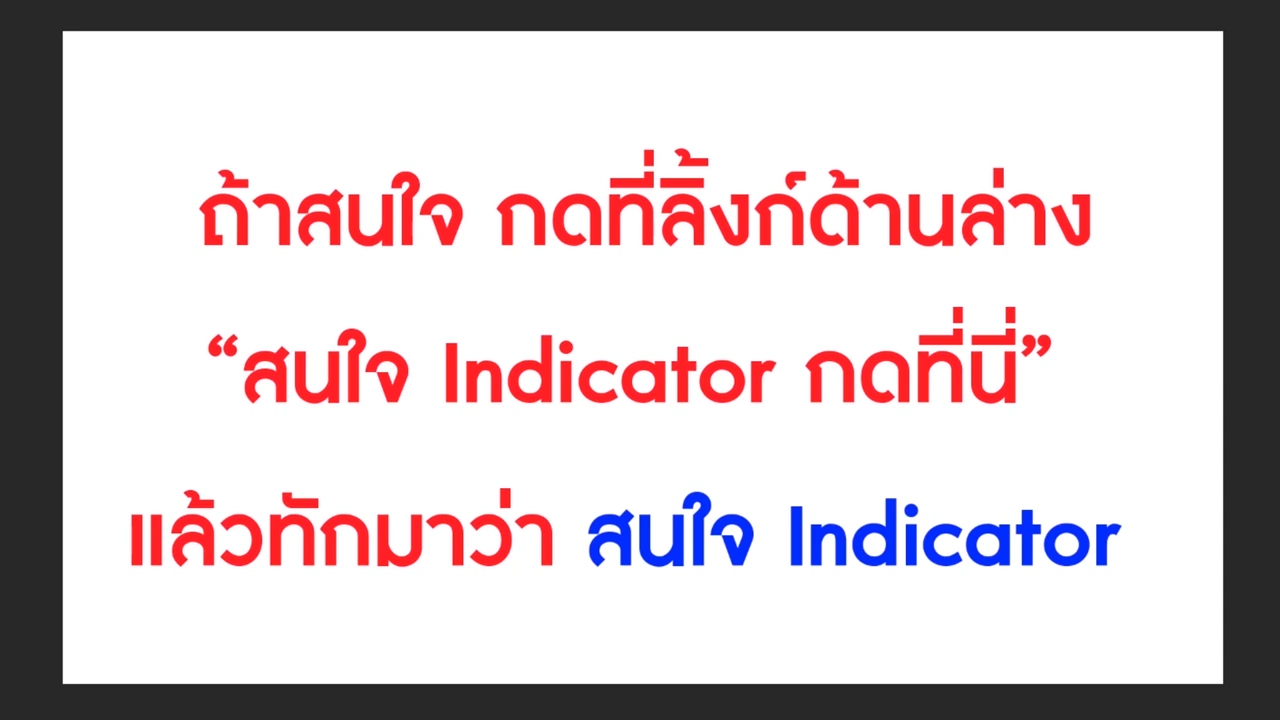 ถ้าสนใจ กดที่ลิ้งก์ด้านล่าง
“สนใจ Indicator กดที่นี่”
แล้วทักมาว่า สนใจ Indicator